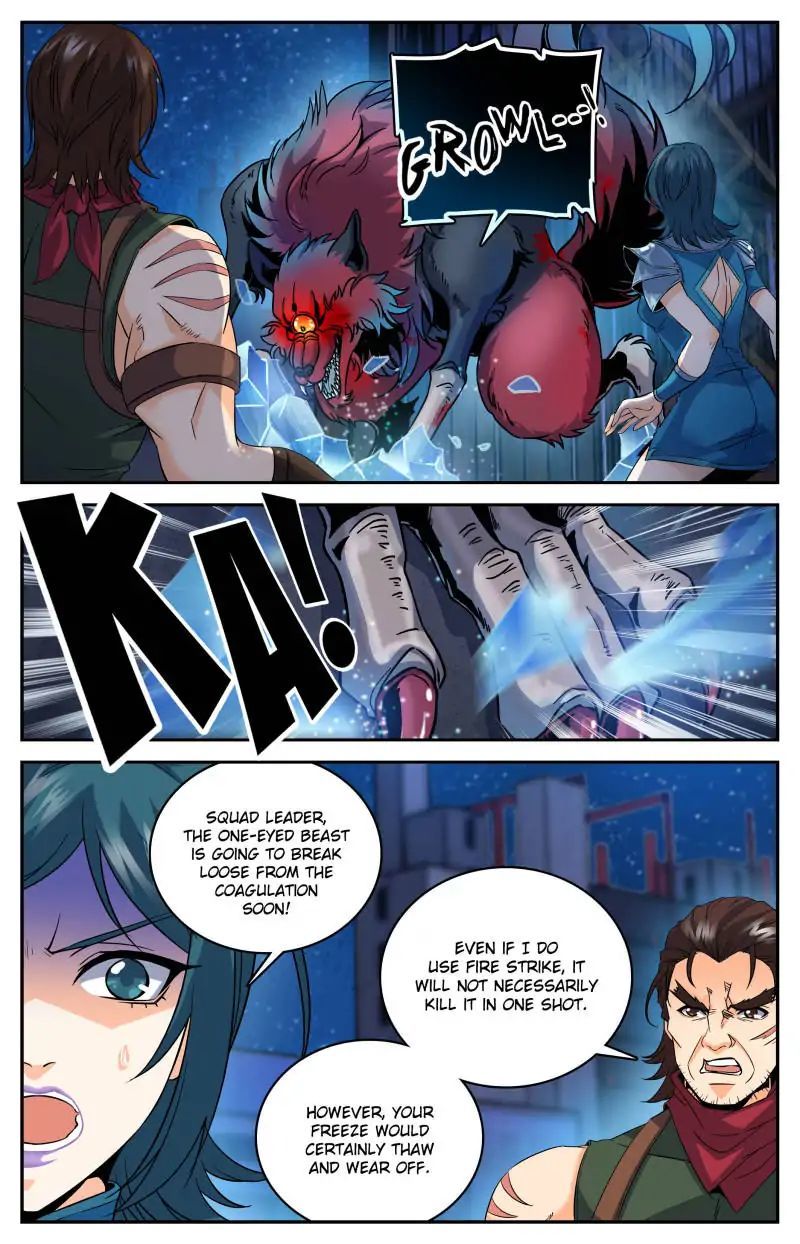 GROWL---!
KA!
SQUAD LEADER,
THE ONE-EYED BEAST
IS GOING TO BREAK
LOOSE FROM THE
COAGULATION
SOON!
EVEN IF I DO
USE FIRE STRIKE, IT
WILL NOT NECESSARILY
KILL IT IN ONE SHOT.
HOWEVER, YOUR
FREEZE WOULD
CERTAINLY THAW
AND WEAR OFF.